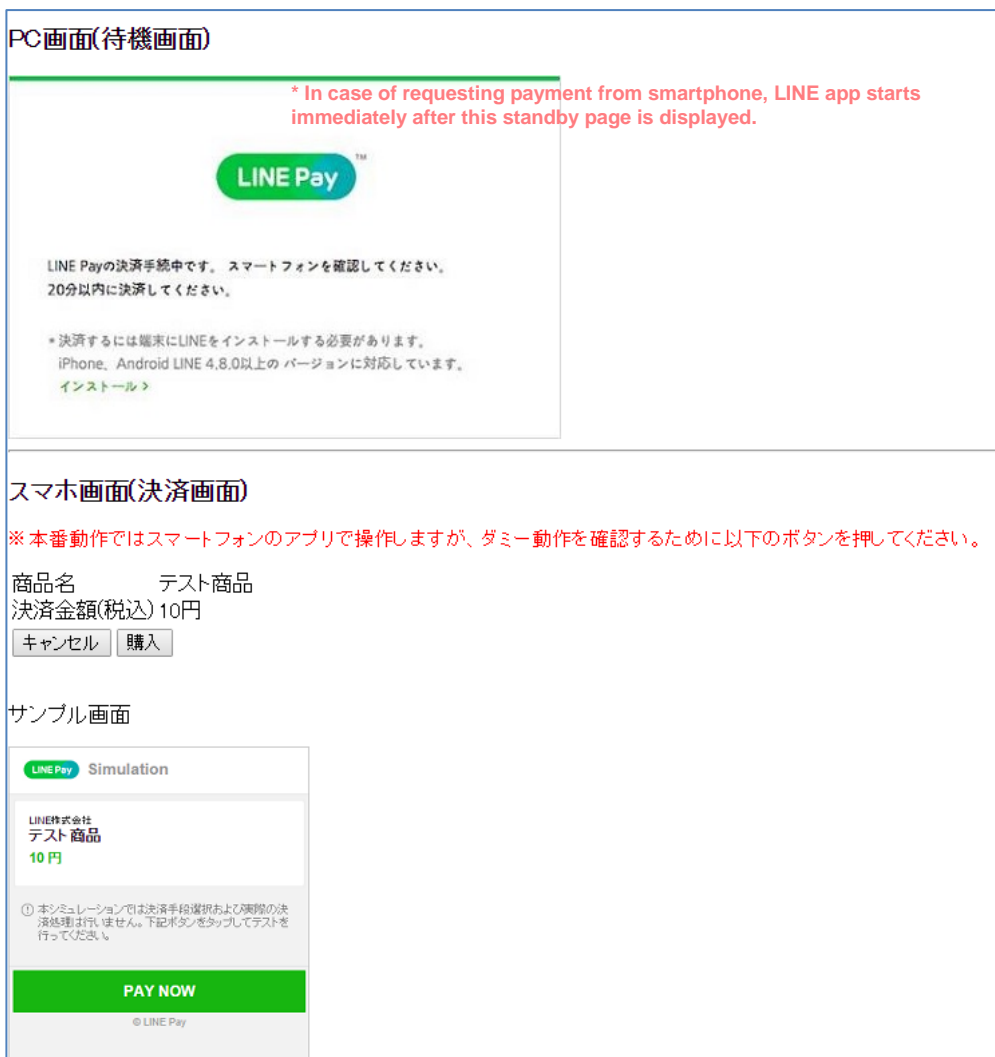 PC画面(待機画面)
* In case of requesting payment from smartphone, LINE app starts
immediately after this standby page is displayed.
LINE Pay TM
LINE Payの決済手続中です。 スマートフォンを確認してください。
20分以内に決済してください。
* 決済するには端末にLINEをインストールする必要があります。
iPhone、Android LINE 4.8.0以上の バージョンに対応しています。
インストール >
スマホ画面(決済画面)
※本番動作ではスマートフォンのアプリで操作しますが、ダミー動作を確認するために以下のボタンを押してください。
商品名 テスト商品
決済金額(税込) 10円
キャンセル 購入
サンプル画面
LINE Pay Simulation
LINE株式会社
テスト商品
10 円
① 本シミュレーションでは決済手段選択および実際の決
済処理は行いません。下記ボタンをタップしてテストを
行ってください。
PAY NOW
© LINE Pay